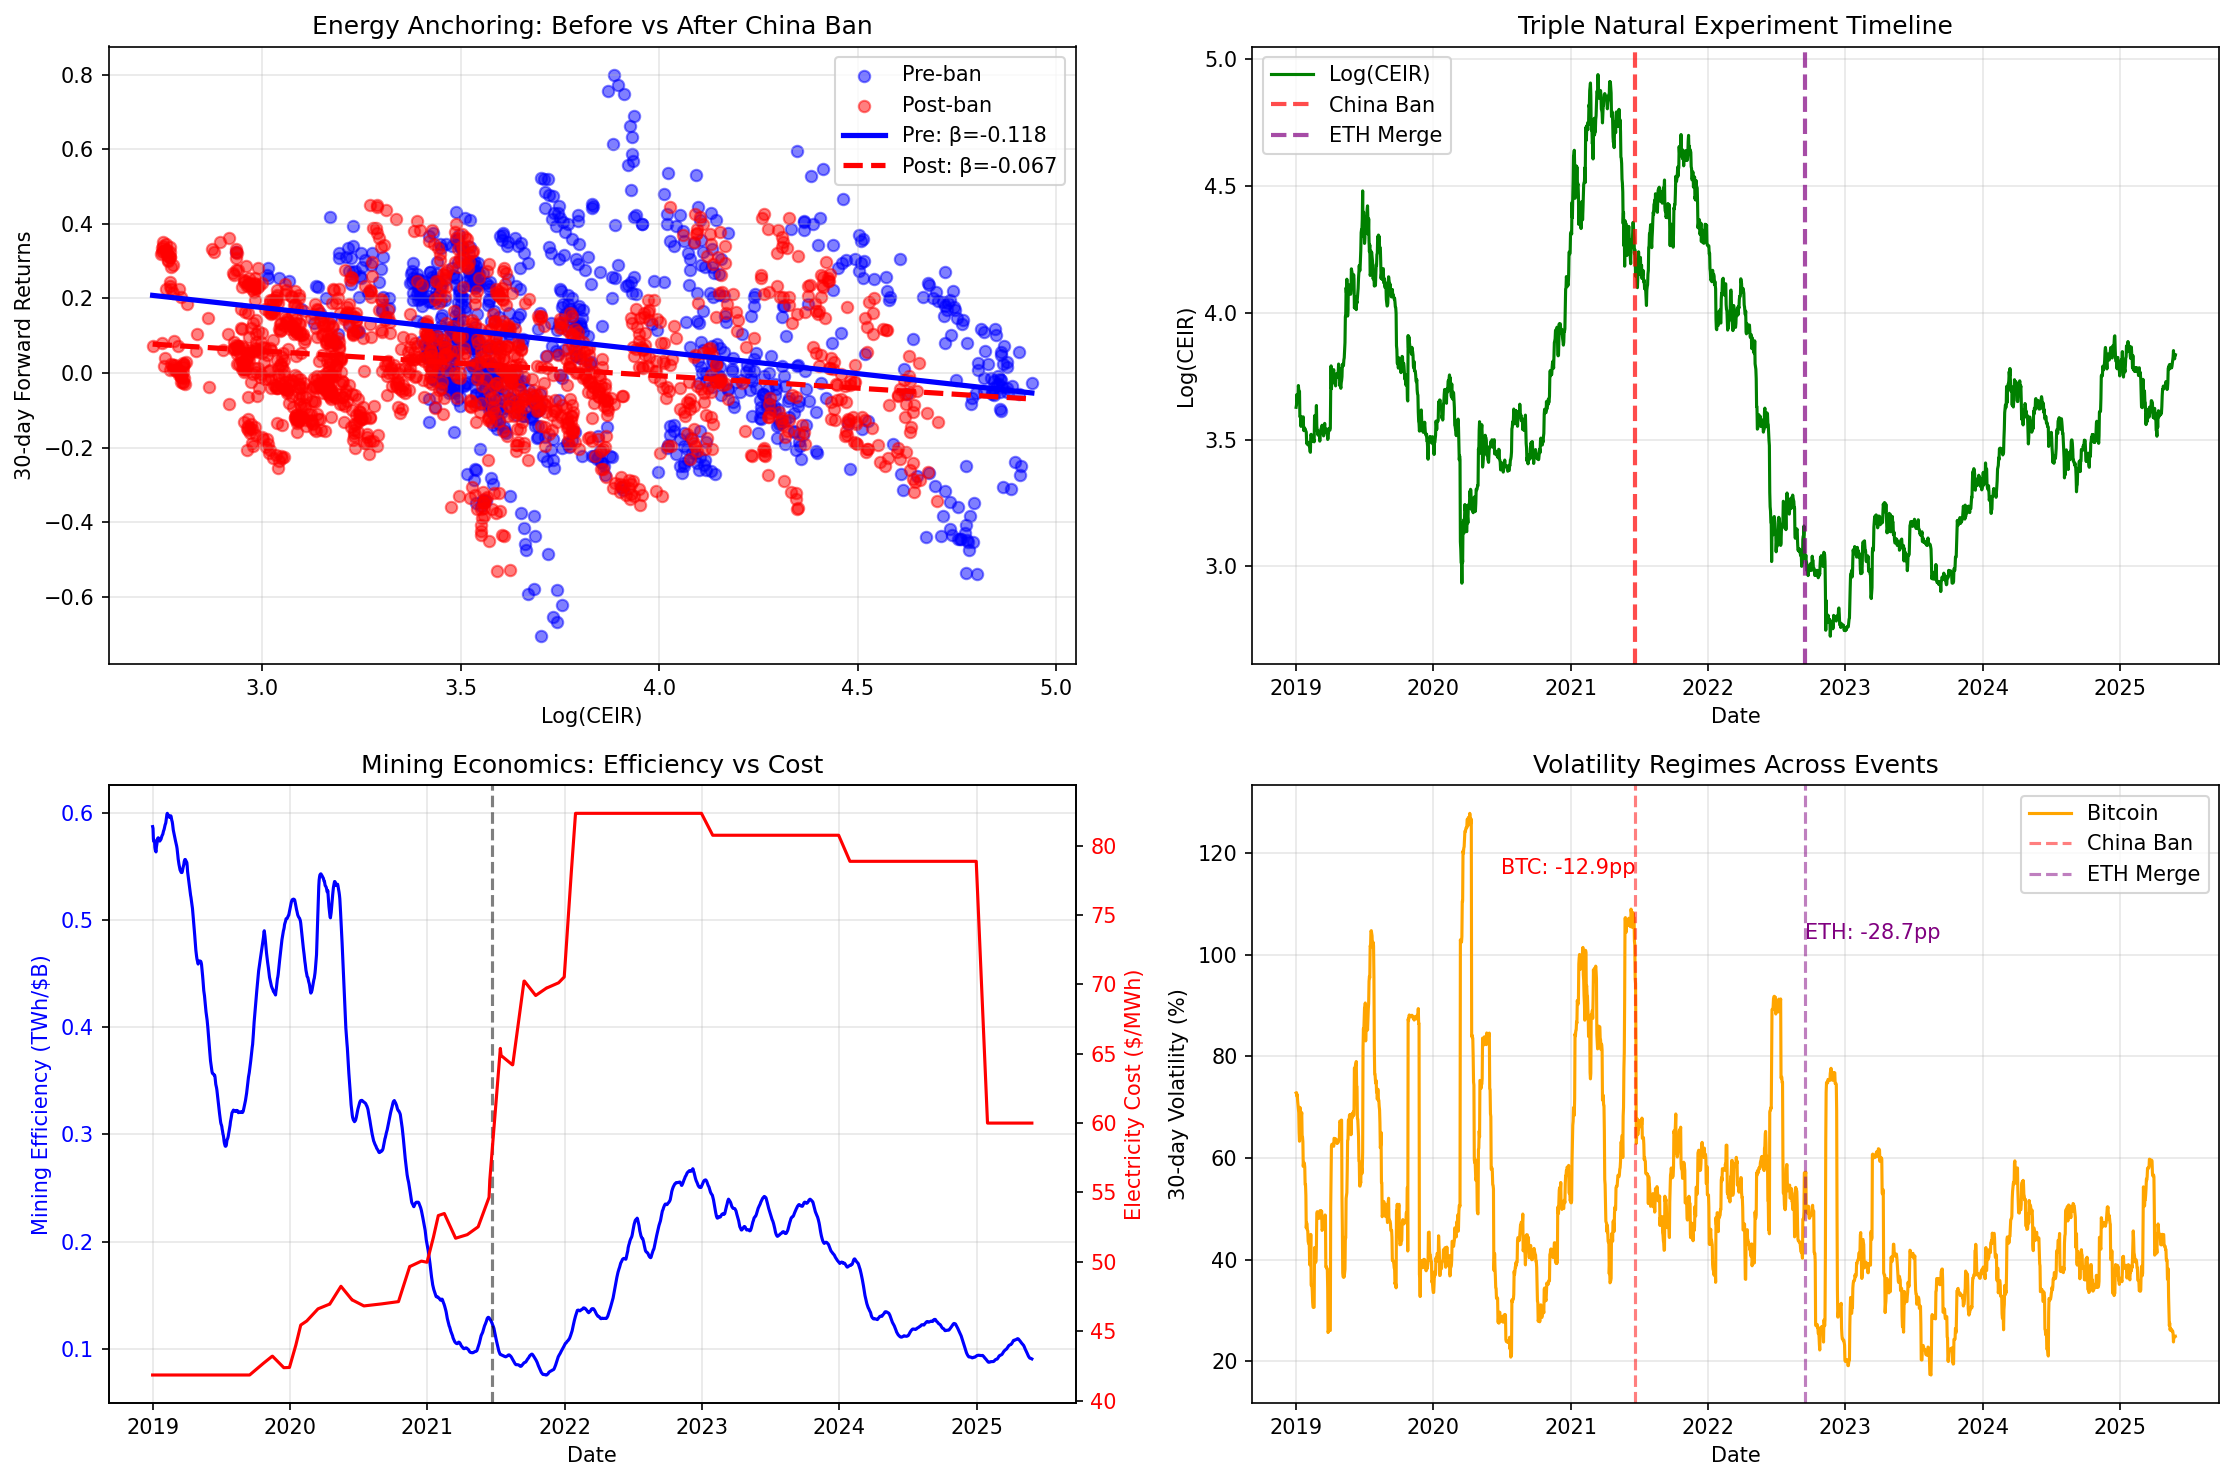 Energy Anchoring: Before vs After China Ban
30-day Forward Returns
0.8
0.6
0.4
0.2
0.0
−0.2
−0.4
−0.6
Pre-ban
Post-ban
Pre: β=-0.118
Post: β=-0.067
3.0
3.5
4.0
4.5
5.0
Log(CEIR)
Triple Natural Experiment Timeline
Log(CEIR)
5.0
4.5
4.0
3.5
3.0
Log(CEIR)
China Ban
ETH Merge
2019
2020
2021
2022
2023
2024
2025
Date
Mining Economics: Efficiency vs Cost
Mining Efficiency (TWh/$B)
0.6
0.5
0.4
0.3
0.2
0.1
80
75
70
65
60
55
50
45
40
Electricity Cost ($/MWh)
2019
2020
2021
2022
2023
2024
2025
Date
Volatility Regimes Across Events
30-day Volatility (%)
120
100
80
60
40
20
BTC: -12.9pp
ETH: -28.7pp
Bitcoin
China Ban
ETH Merge
2019
2020
2021
2022
2023
2024
2025
Date